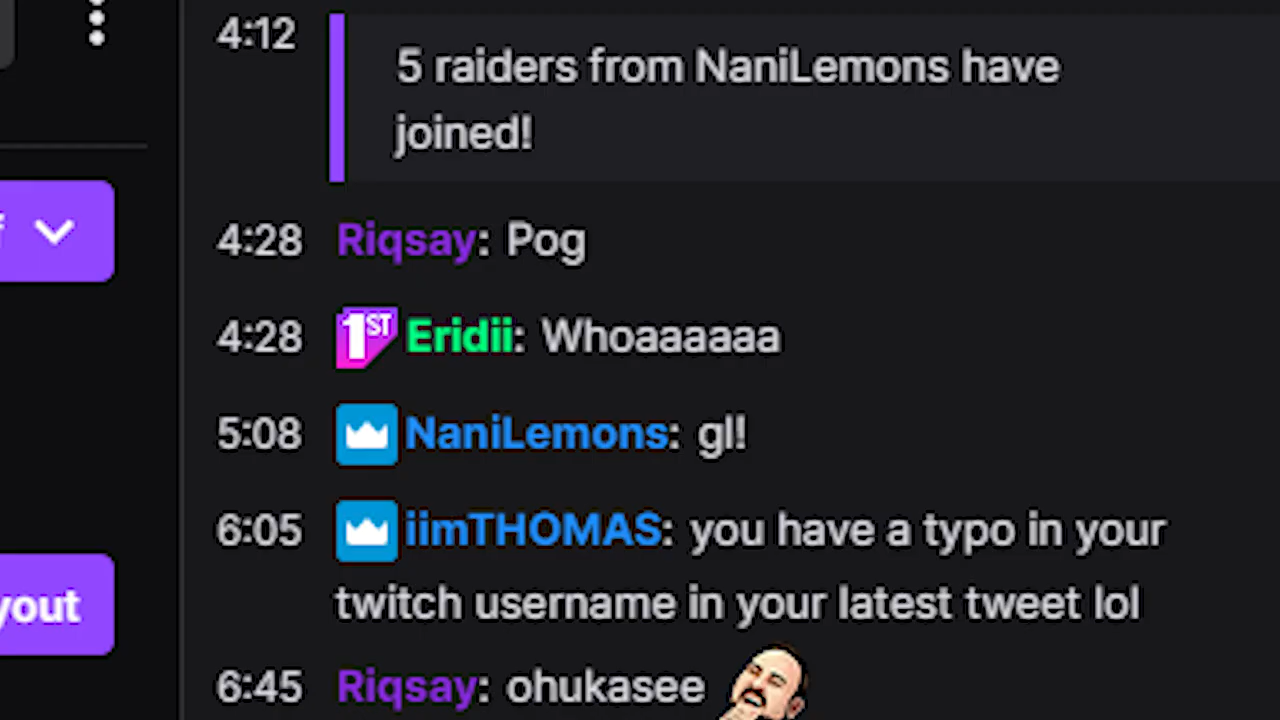 4:12
5 raiders from NaniLemons have
joined!
4:28 Riqsay: Pog
4:28 1ST Eridii: Whoaaaaaa
5:08 NaniLemons: gl!
6:05 iimTHOMAS: you have a typo in your
twitch username in your latest tweet lol
yout
6:45 Riqsay: ohukasee